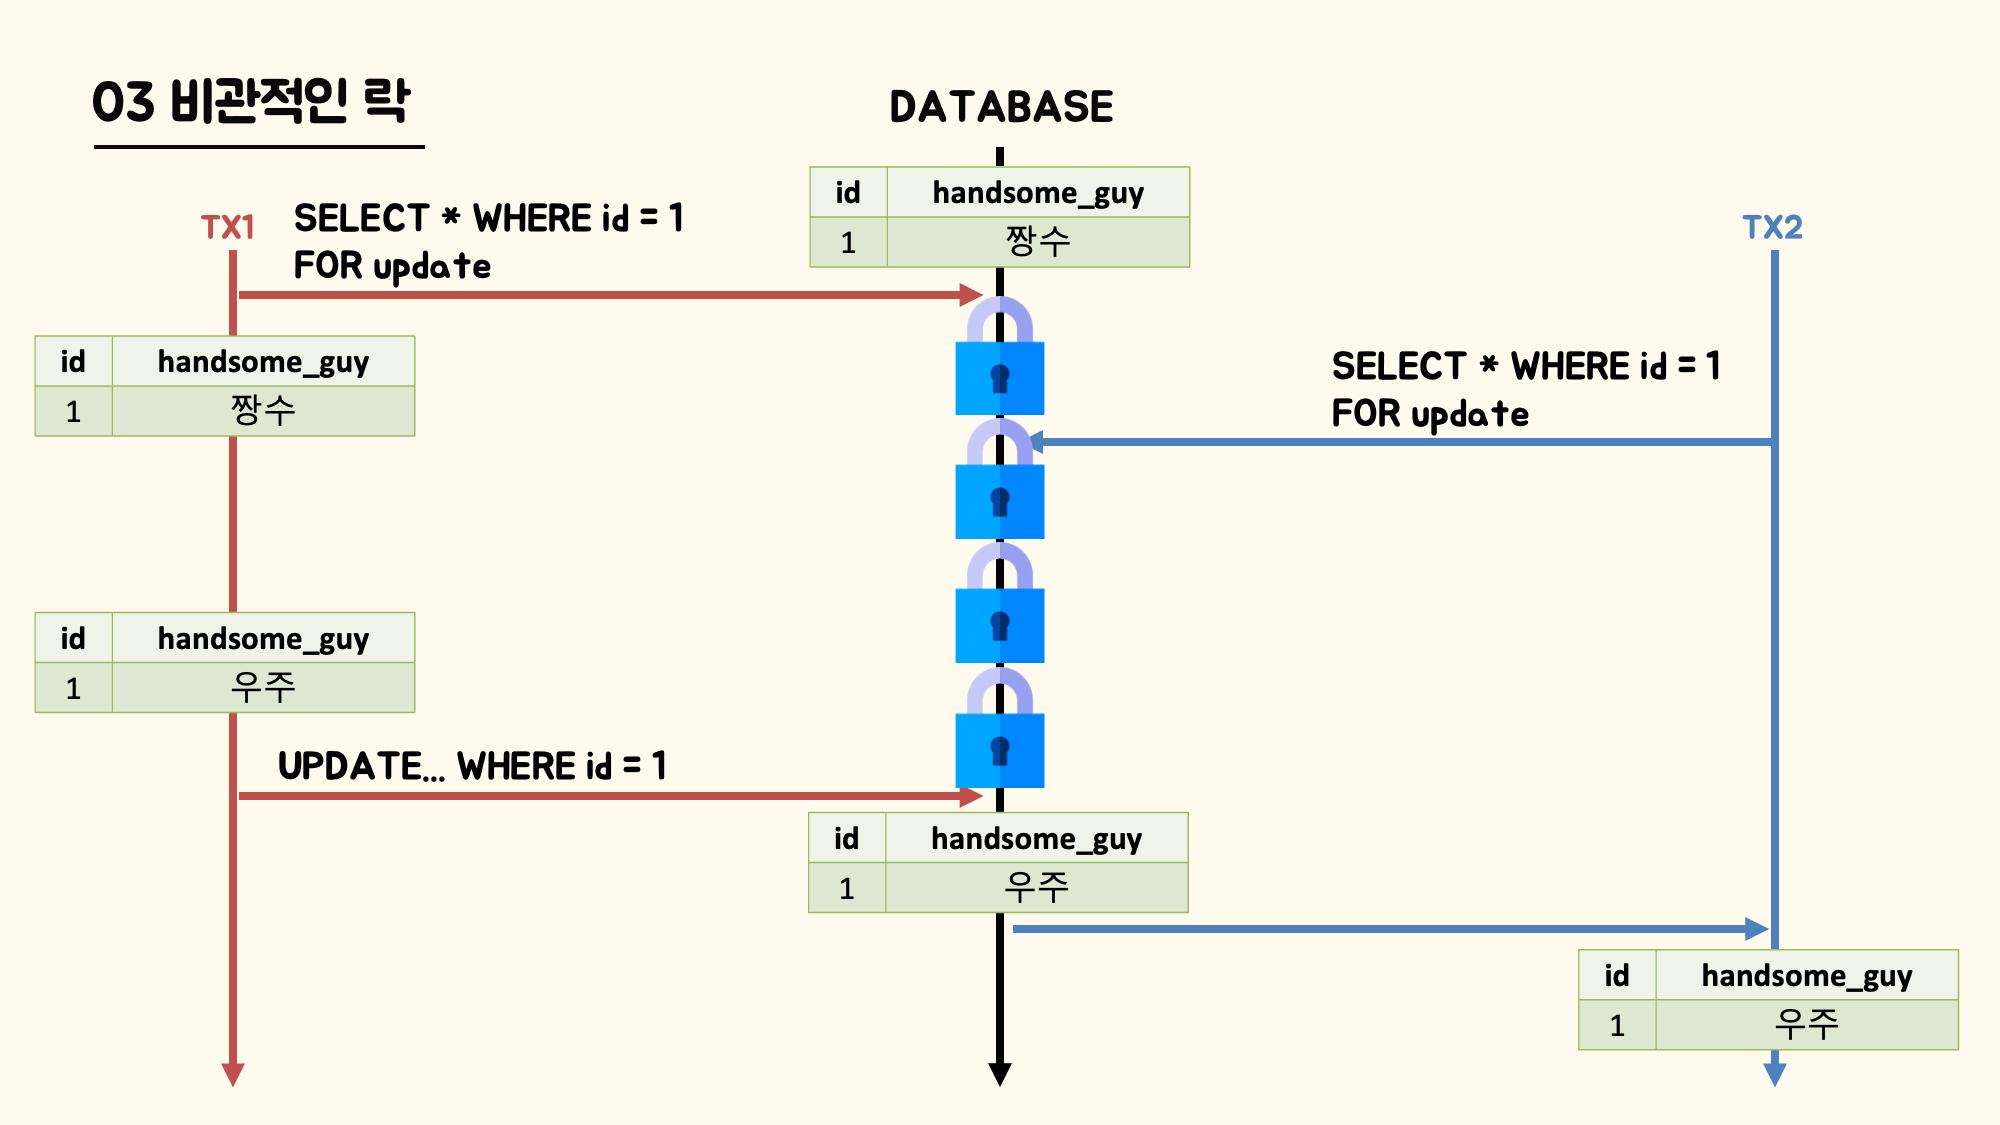 03 비관적인 락
DATABASE
id handsome_guy
1 짱수
TX1
SELECT * WHERE id = 1
FOR update
TX2
id handsome_guy
1 짱수
SELECT * WHERE id = 1
FOR update
id handsome_guy
1 우주
UPDATE... WHERE id = 1
id handsome_guy
1 우주
id handsome_guy
1 우주